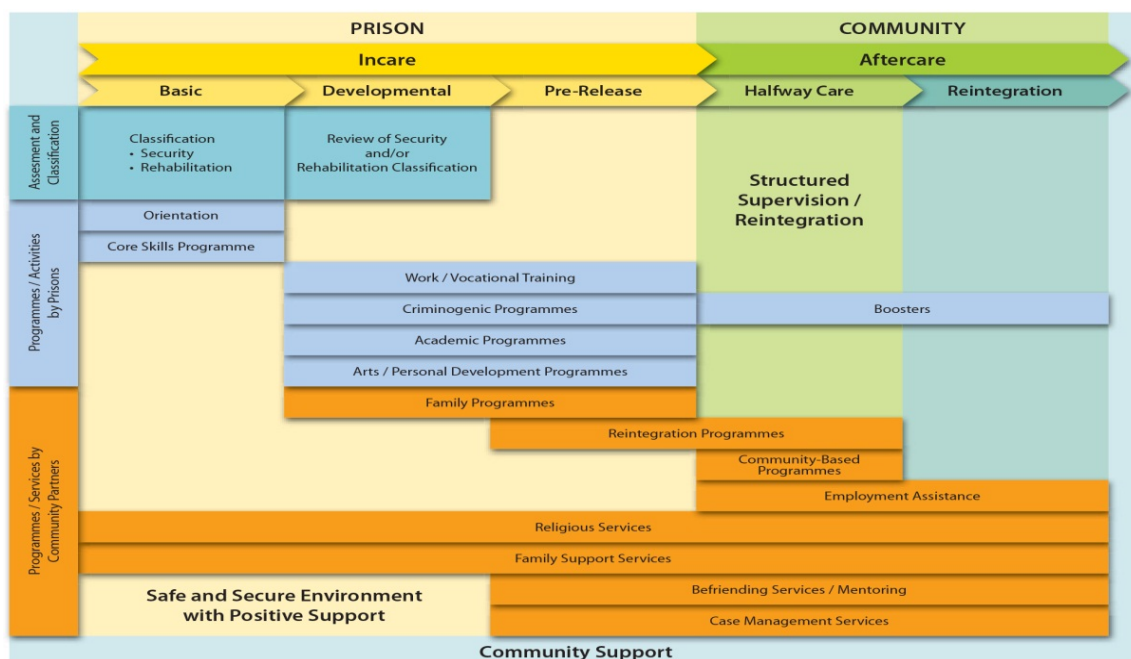 PRISON
COMMUNITY
Incare
Aftercare
Basic
Developmental
Pre-Release
Halfway Care
Reintegration
Assesment and
Classification
Classification
• Security
• Rehabilitation
Review of Security
and/or
Rehabilitation Classification
Structured
Supervision /
Reintegration
Programmes / Activities
by Prisons
Orientation
Core Skills Programme
Work / Vocational Training
Criminogenic Programmes
Boosters
Academic Programmes
Arts / Personal Development Programmes
Programmes / Services by
Community Partners
Family Programmes
Reintegration Programmes
Community-Based
Programmes
Employment Assistance
Religious Services
Family Support Services
Safe and Secure Environment
with Positive Support
Befriending Services / Mentoring
Case Management Services
Community Support